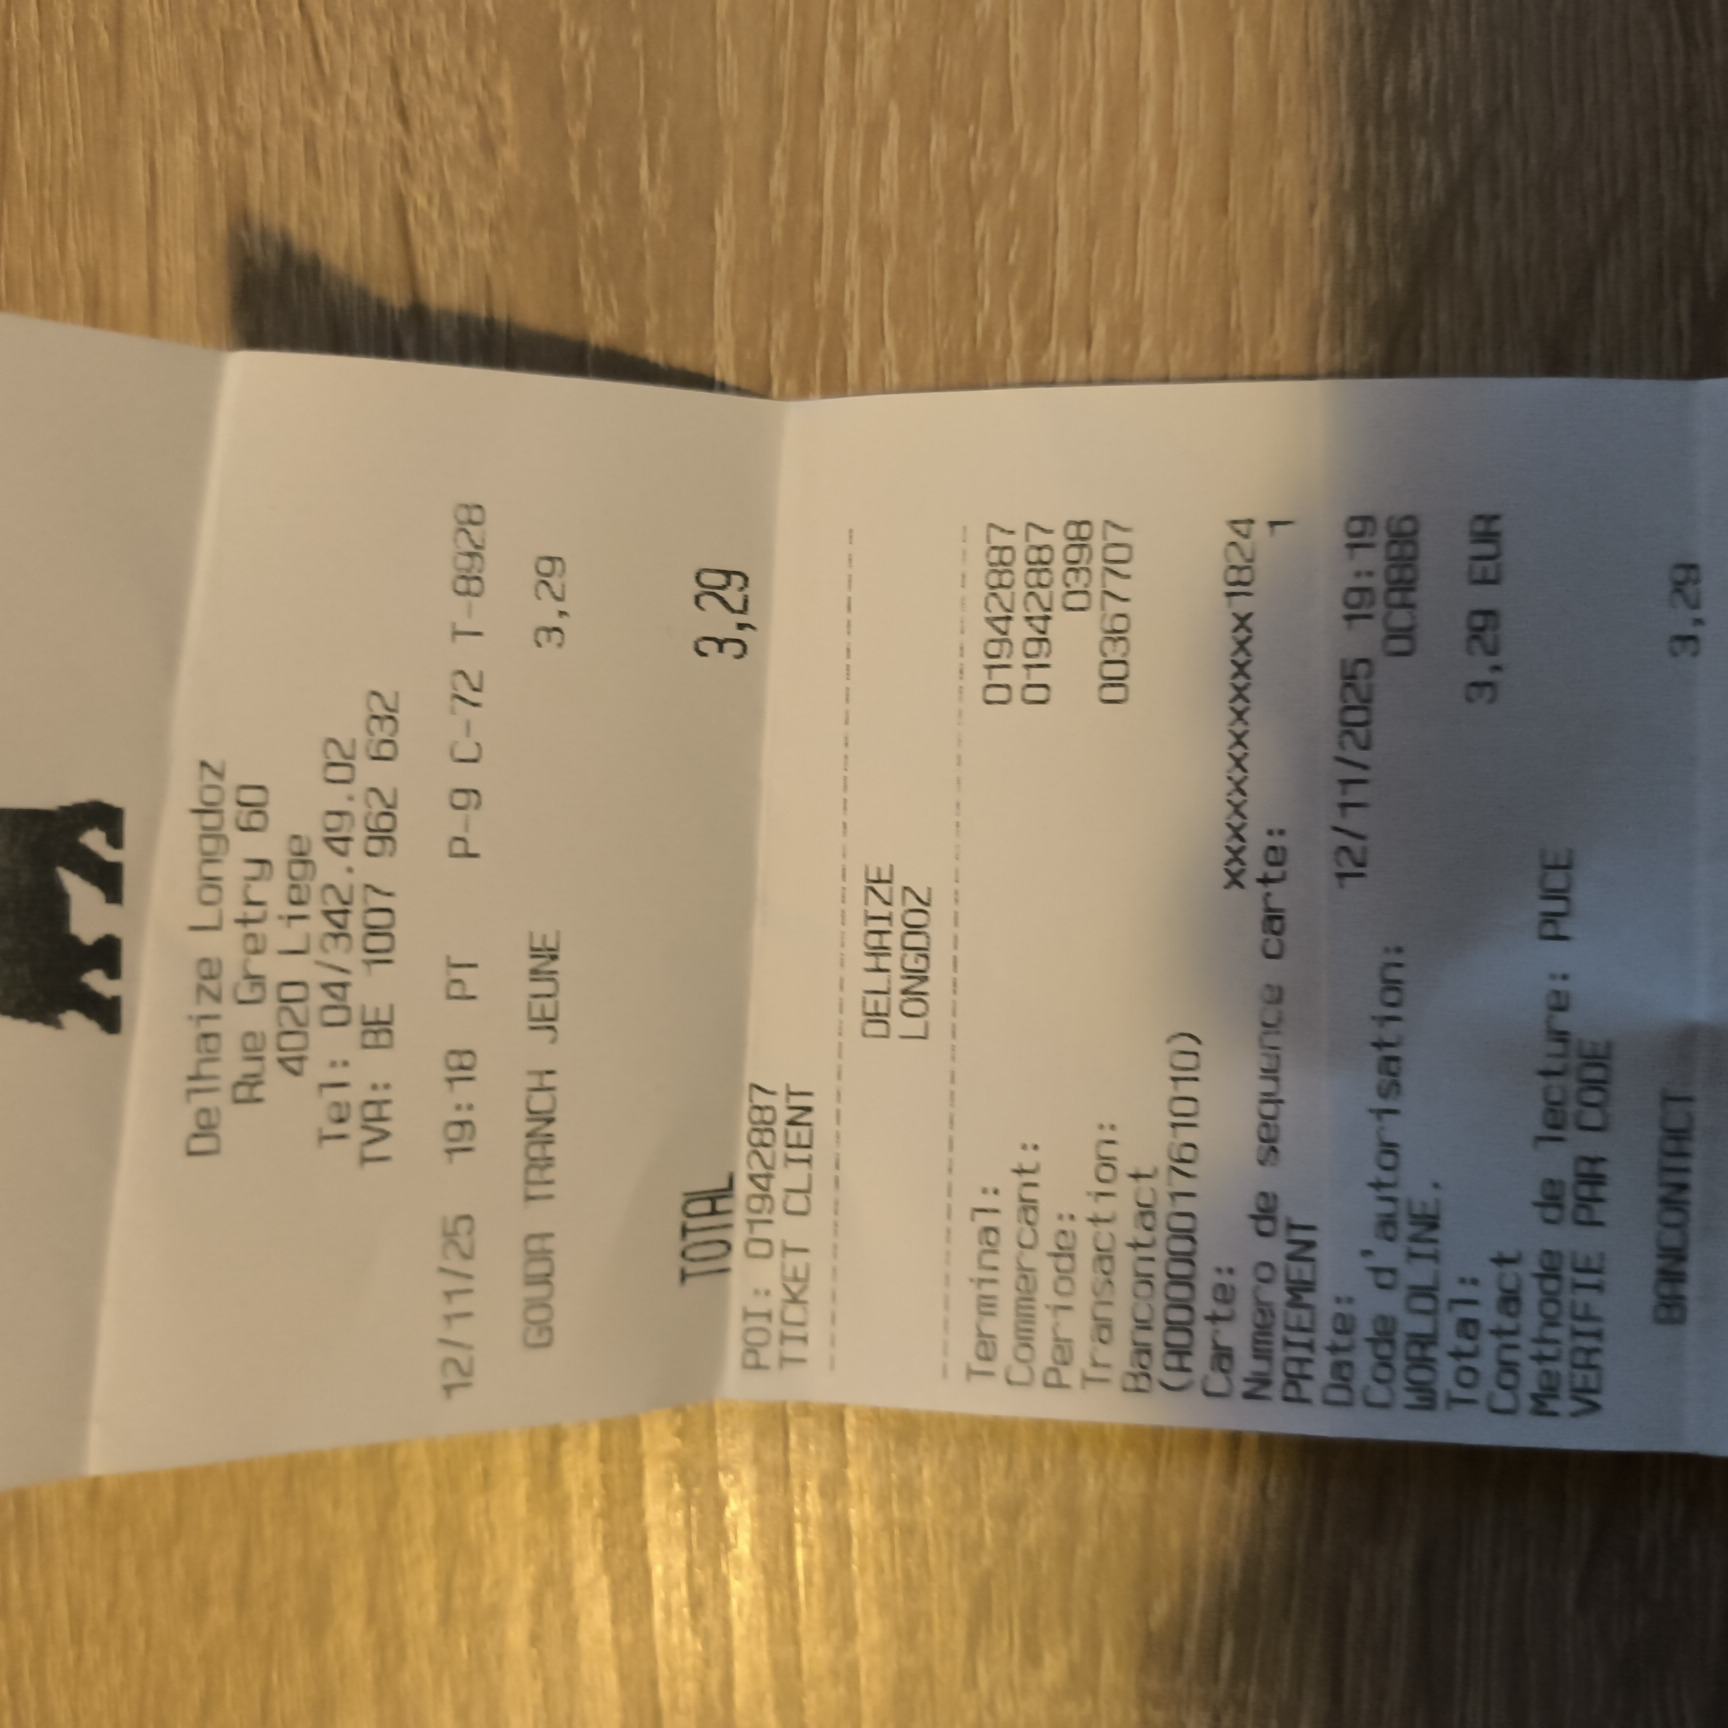 Delhaize Longdoz
Rue Gretry 60
4020 Liege
Tel: 04/342.49.02
TVA: BE 1007 962 632
12/11/25 19:18 PT P-9 C-72 T-8928
GOUDA TRANCH JEUNE 3,29
TOTAL 3,29
POI: 01942887
TICKET CLIENT
--------------------------------
DELHAIZE
LONGDOZ
--------------------------------
Terminal: 01942887
Commercant: 01942887
Periode: 0398
Transaction: 00367707
Bancontact
(A0000001761010)
Carte: xxxxxxxxxxxxx1824
Numero de sequence carte: 1
PAIEMENT
Date: 12/11/2025 19:19
Code d'autorisation: 0CA8B6
WORLDLINE.
Total: 3,29 EUR
Contact
Methode de lecture: PUCE
VERIFIE PAR CODE
BANCONTACT 3,29